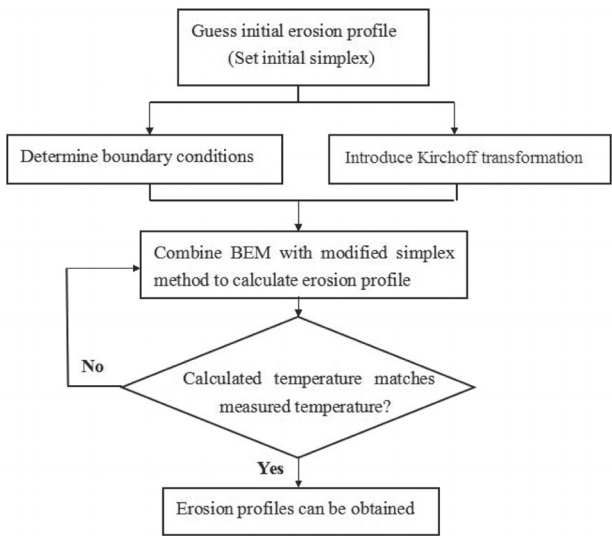 Guess initial erosion profile
(Set initial simplex)
Determine boundary conditions
Introduce Kirchoff transformation
Combine BEM with modified simplex
method to calculate erosion profile
No
Calculated temperature matches
measured temperature?
Yes
Erosion profiles can be obtained